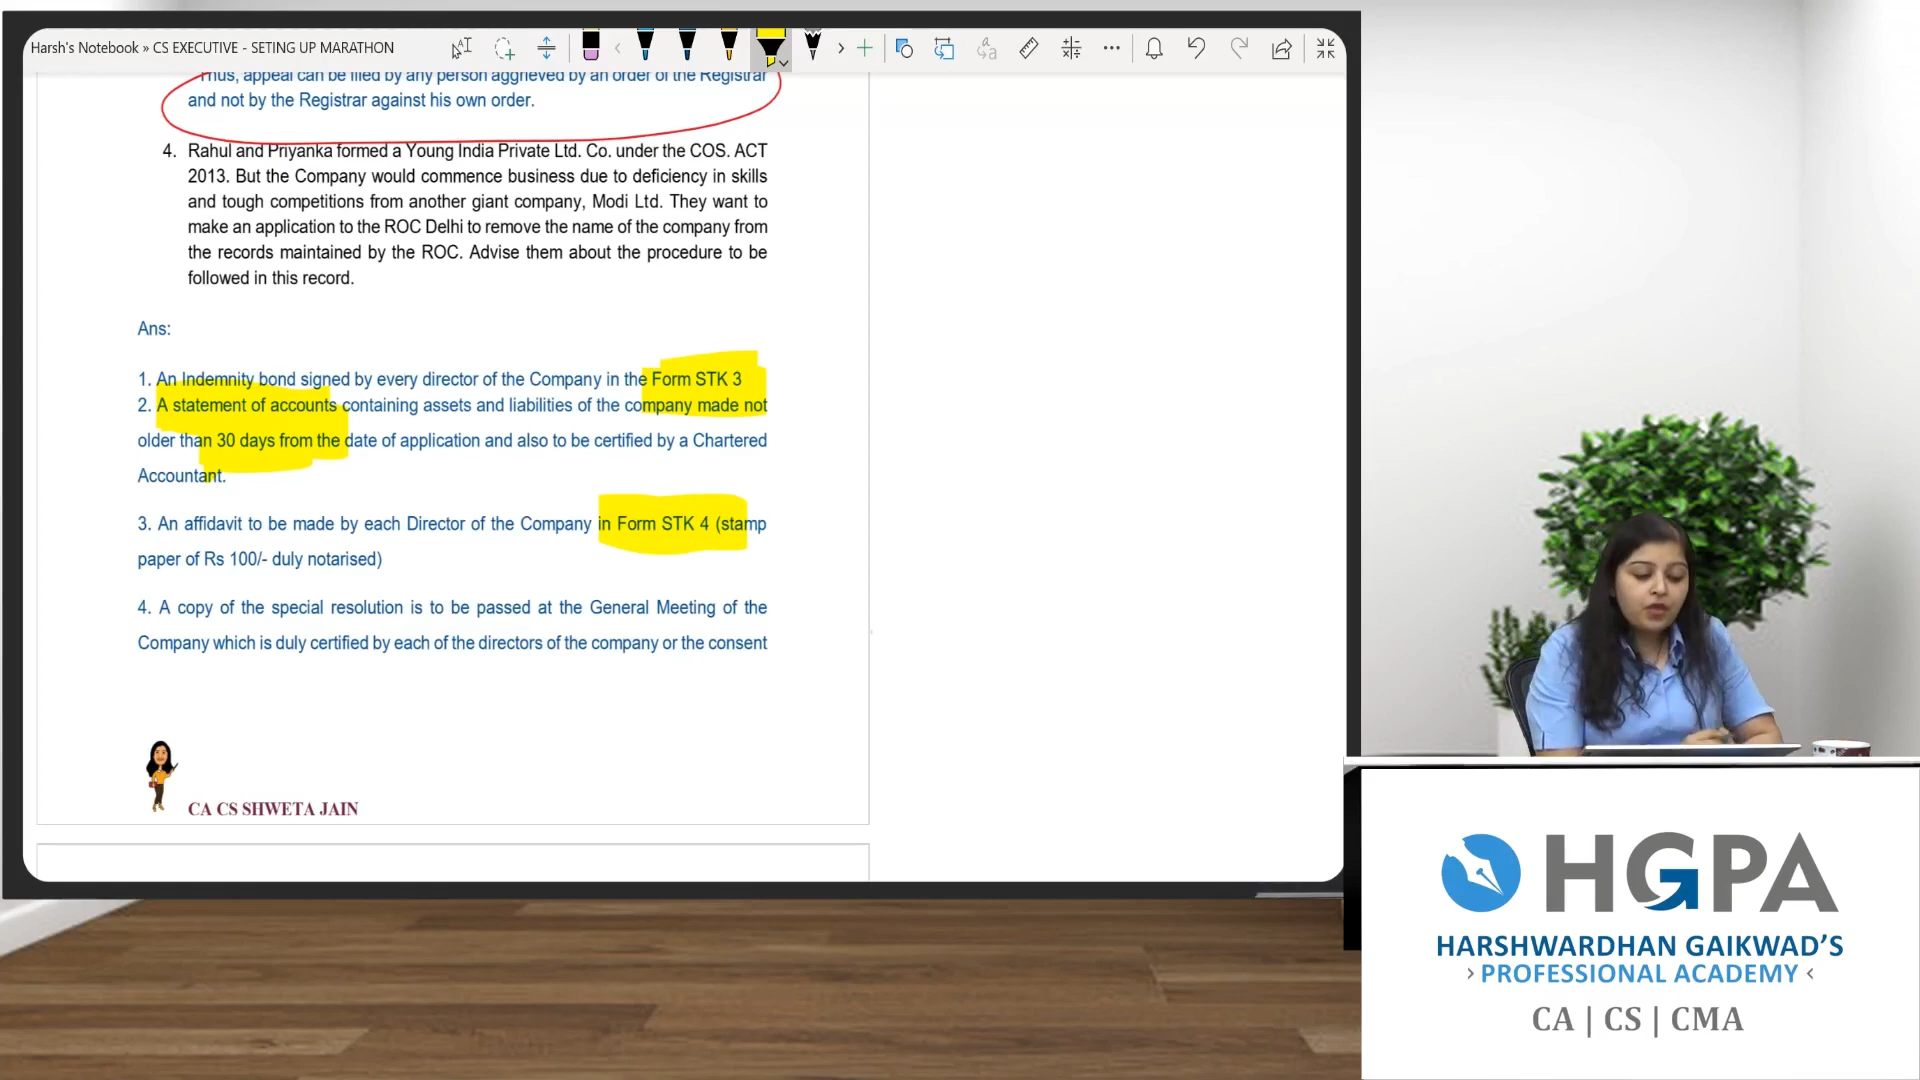 Harsh's Notebook » CS EXECUTIVE - SETING UP MARATHON
Thus, appeal can be filed by any person aggrieved by an order of the Registrar
and not by the Registrar against his own order.
4. Rahul and Priyanka formed a Young India Private Ltd. Co. under the COS. ACT
2013. But the Company would commence business due to deficiency in skills
and tough competitions from another giant company, Modi Ltd. They want to
make an application to the ROC Delhi to remove the name of the company from
the records maintained by the ROC. Advise them about the procedure to be
followed in this record.
Ans:
1. An Indemnity bond signed by every director of the Company in the Form STK 3
2. A statement of accounts containing assets and liabilities of the company made not
older than 30 days from the date of application and also to be certified by a Chartered
Accountant.
3. An affidavit to be made by each Director of the Company in Form STK 4 (stamp
paper of Rs 100/- duly notarised)
4. A copy of the special resolution is to be passed at the General Meeting of the
Company which is duly certified by each of the directors of the company or the consent
CA CS SHWETA JAIN
HGPA
HARSHWARDHAN GAIKWAD'S
› PROFESSIONAL ACADEMY ‹
CA | CS | CMA